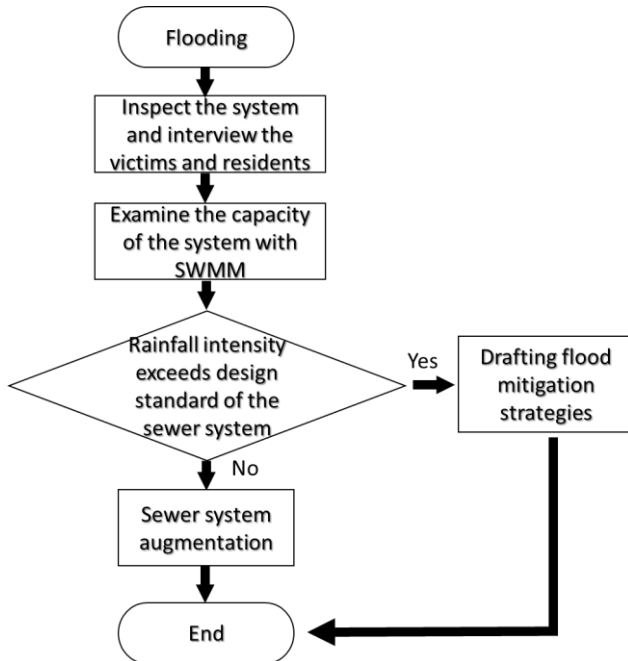 Flooding
Inspect the system
and interview the
victims and residents
Examine the capacity
of the system with
SWMM
Rainfall intensity
exceeds design
standard of the
sewer system
Yes
Drafting flood
mitigation
strategies
No
Sewer system
augmentation
End